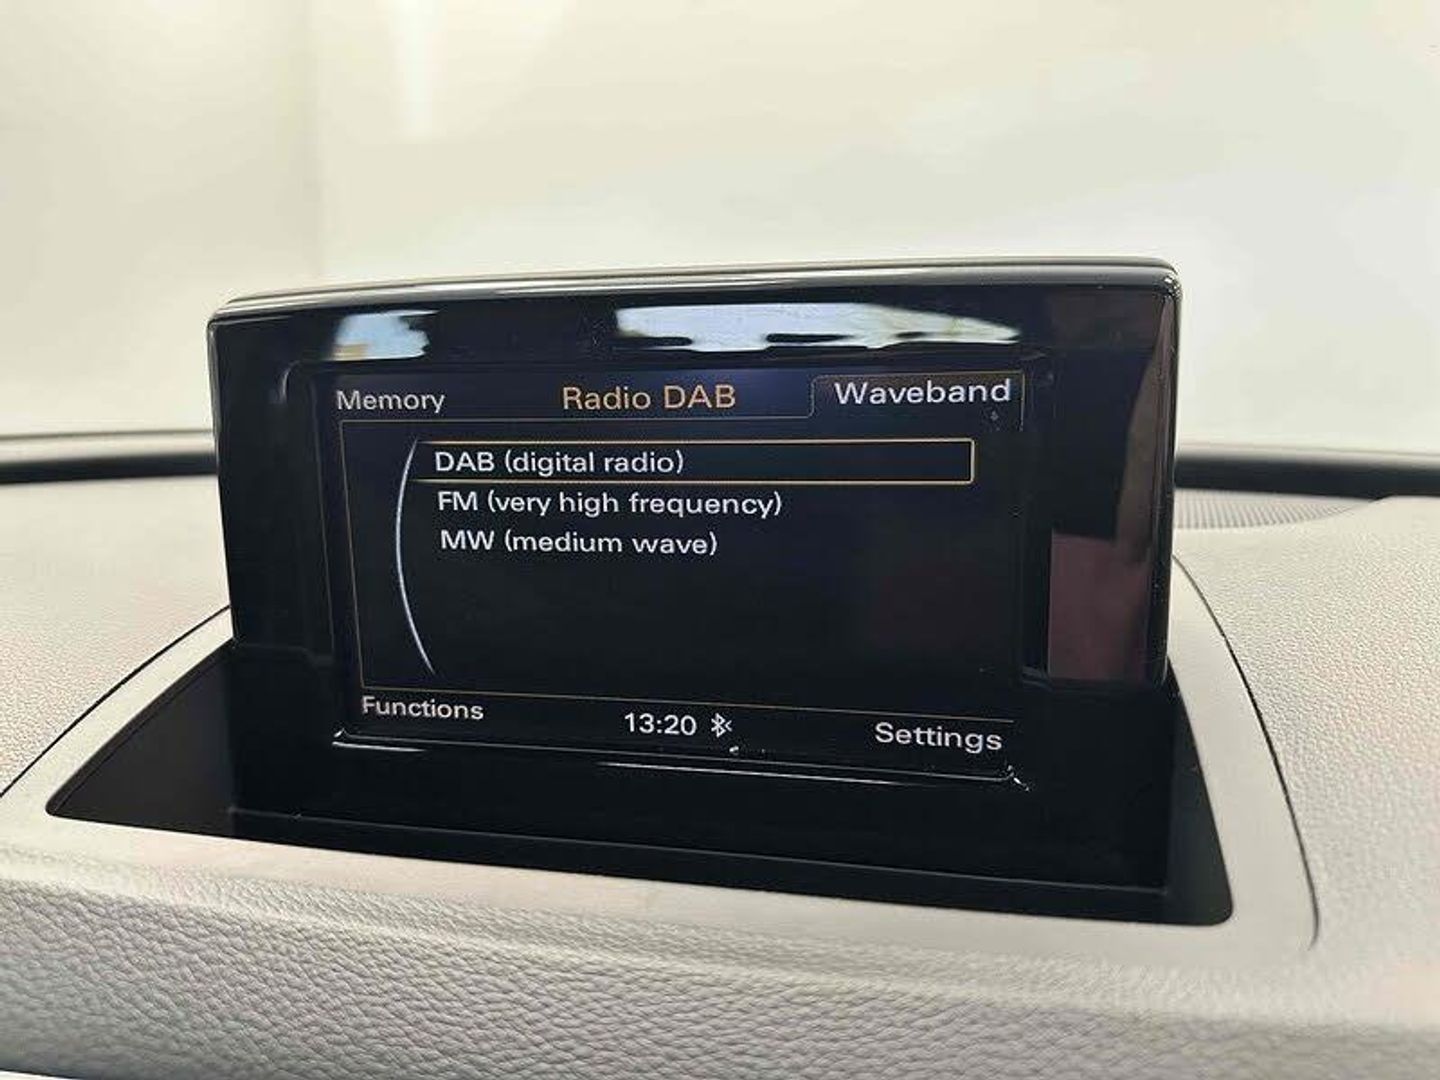 Memory Radio DAB Waveband
DAB (digital radio)
FM (very high frequency)
MW (medium wave)
Functions 13:20 Settings